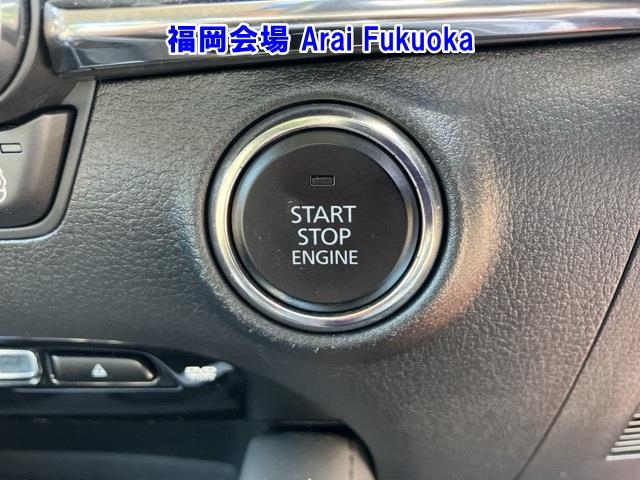 福岡会場 Arai Fukuoka
START
STOP
ENGINE